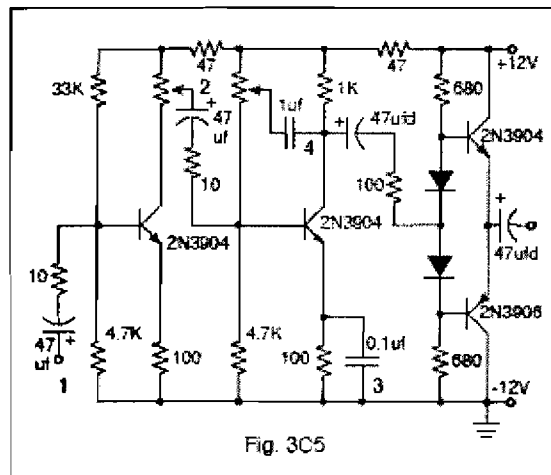 47
47
+12V
33K
2
680
+
47
uf
1uf
1K
4
+
47ufd
2N3904
10
100
2N3904
2N3904
+
47ufd
10
47
uf
+
1
4.7K
100
4.7K
100
0.1uf
3
680
2N3906
-12V
Fig. 3C5